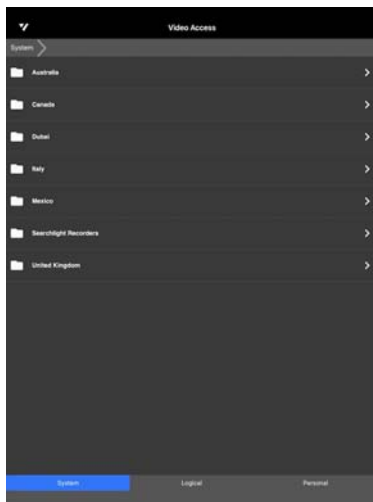 Video Access
System
Australia
Canada
Dubai
Italy
Mexico
Searchlight Recorders
United Kingdom
System Logical Personal